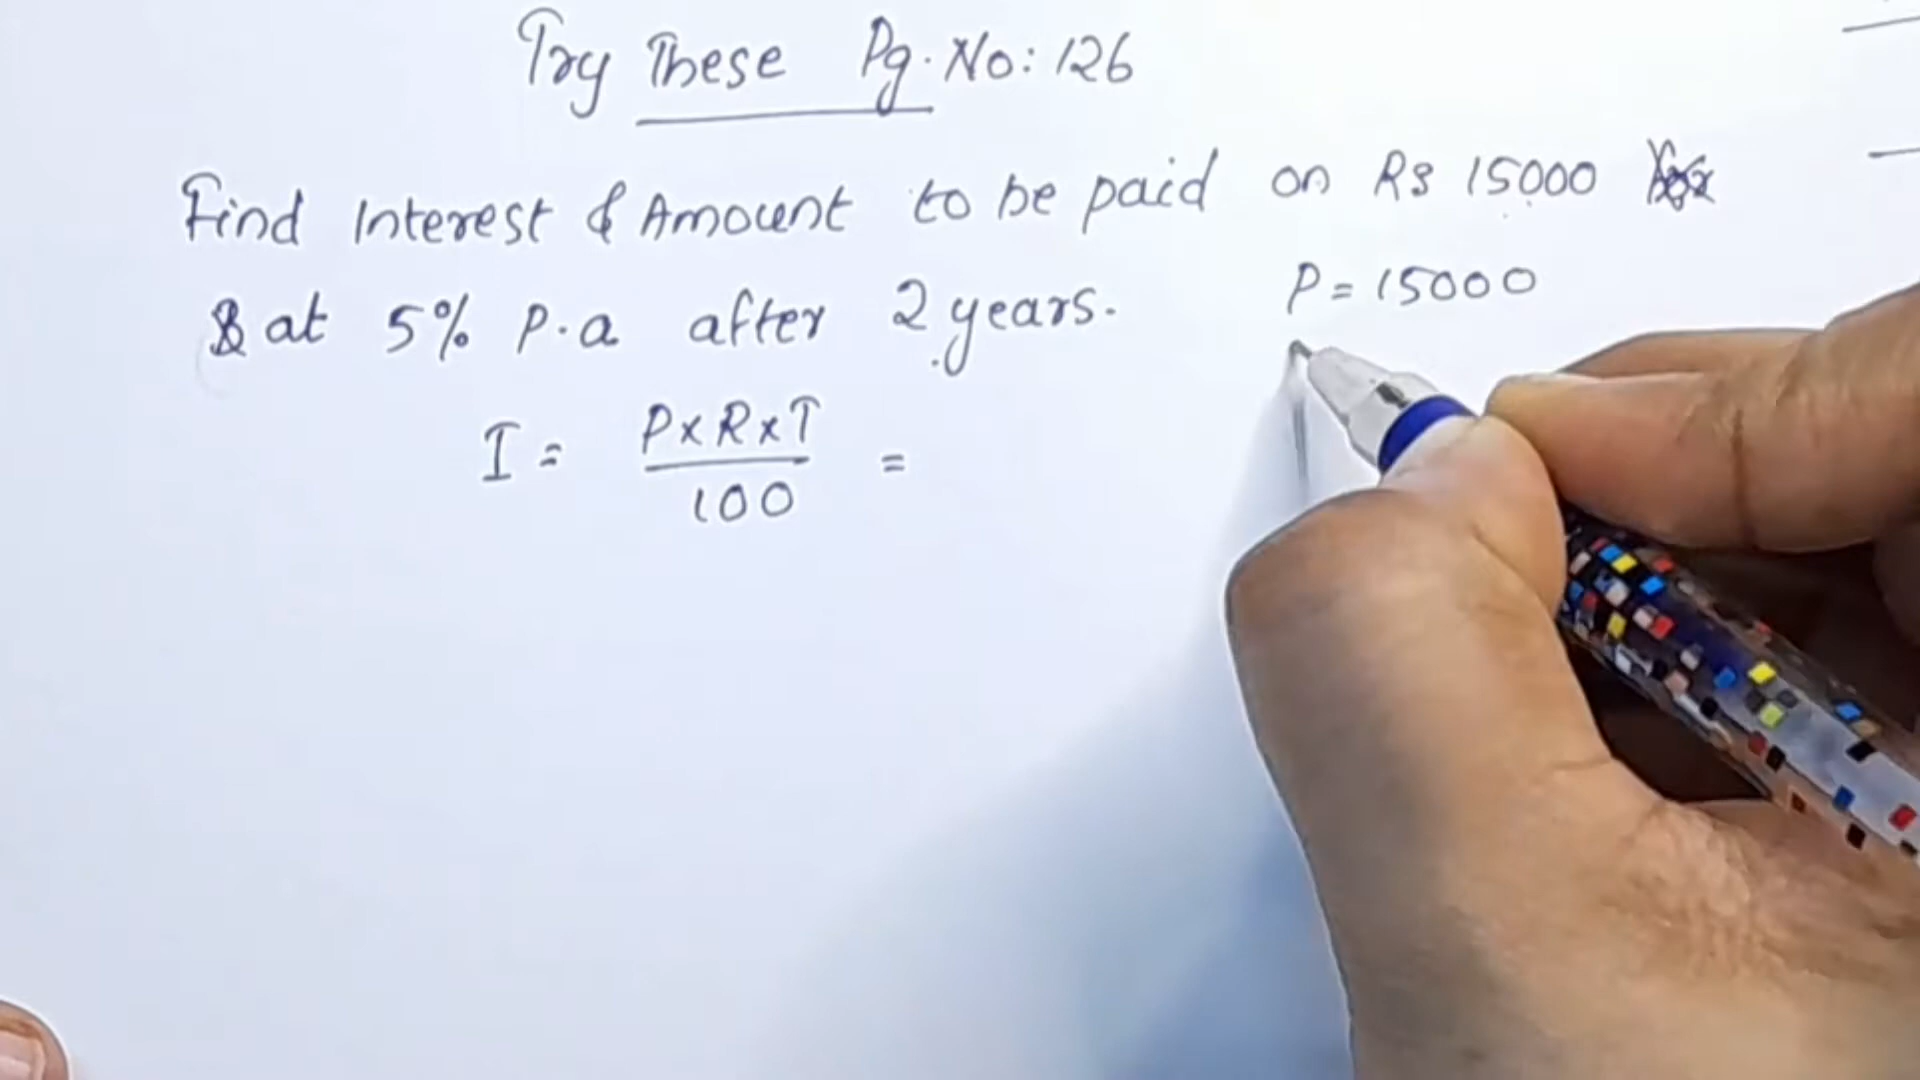 Try These Pg. No: 126
Find Interest & Amount to be paid on Rs 15000
at 5% P.a after 2 years.
P = 15000
I = P x R x T / 100 =